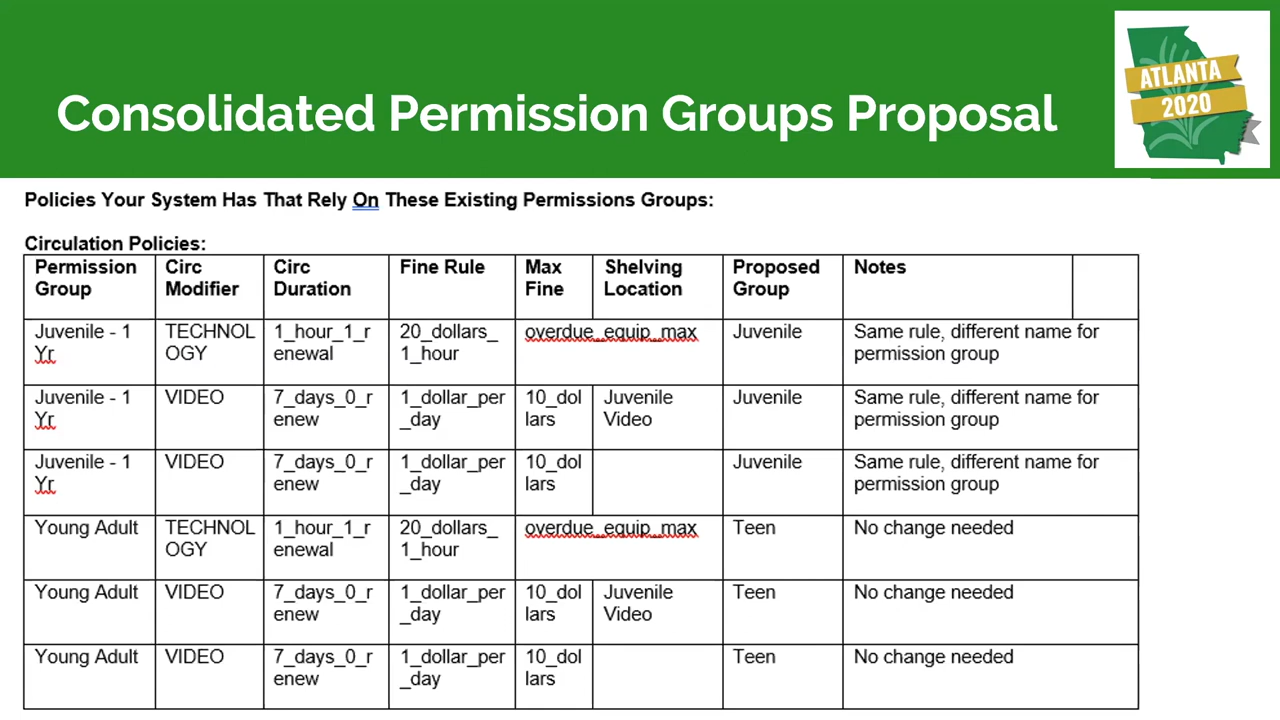 Consolidated Permission Groups Proposal
ATLANTA
2020
Policies Your System Has That Rely On These Existing Permissions Groups:
Circulation Policies:
Permission Group | Circ Modifier | Circ Duration | Fine Rule | Max Fine | Shelving Location | Proposed Group | Notes
Juvenile - 1 Yr | TECHNOLOGY | 1_hour_1_renewal | 20_dollars_1_hour | overdue_equip_max | Juvenile | Same rule, different name for permission group
Juvenile - 1 Yr | VIDEO | 7_days_0_renew | 1_dollar_per_day | 10_dollars | Juvenile Video | Juvenile | Same rule, different name for permission group
Juvenile - 1 Yr | VIDEO | 7_days_0_renew | 1_dollar_per_day | 10_dollars | | Juvenile | Same rule, different name for permission group
Young Adult | TECHNOLOGY | 1_hour_1_renewal | 20_dollars_1_hour | overdue_equip_max | Teen | No change needed
Young Adult | VIDEO | 7_days_0_renew | 1_dollar_per_day | 10_dollars | Juvenile Video | Teen | No change needed
Young Adult | VIDEO | 7_days_0_renew | 1_dollar_per_day | 10_dollars | | Teen | No change needed